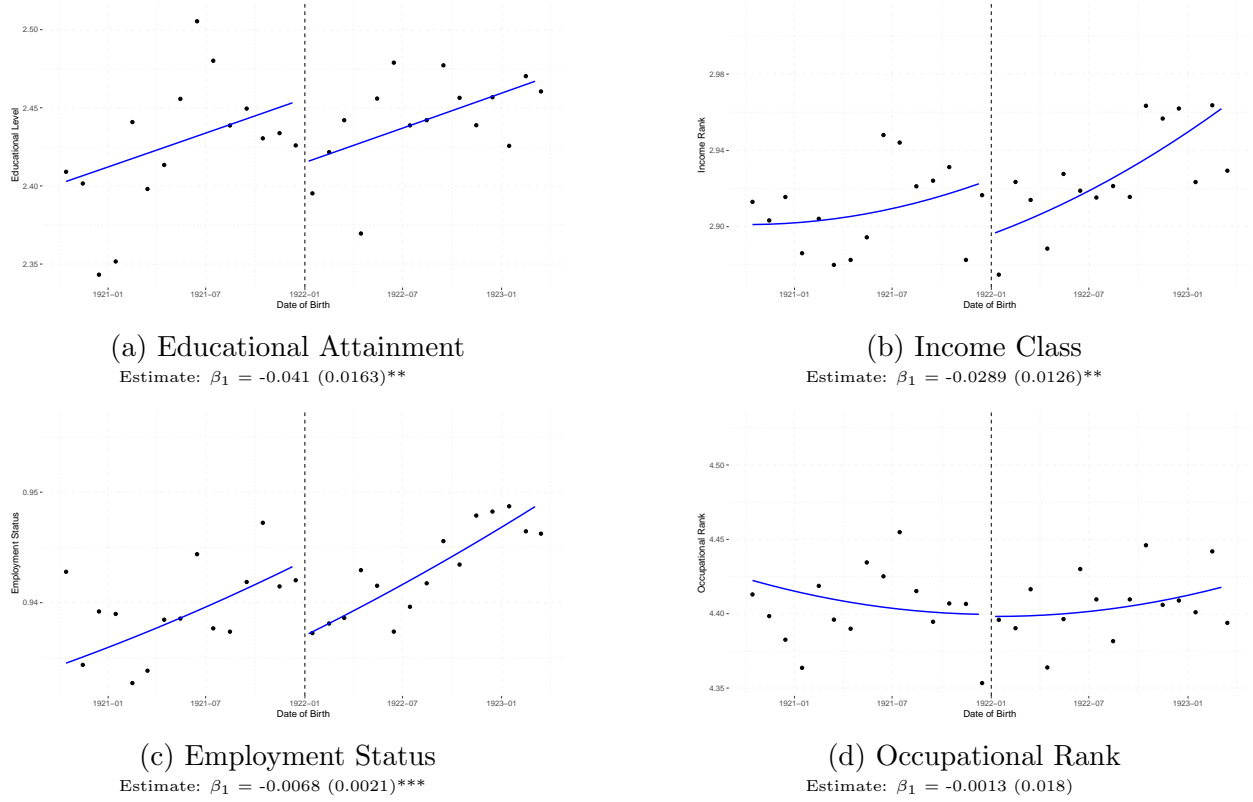 2.50
2.45
2.40
2.35
Educational Level
1921−01
1921−07
1922−01
1922−07
1923−01
Date of Birth
(a) Educational Attainment
Estimate: β₁ = -0.041 (0.0163)**
2.98
2.94
2.90
Income Rank
1921−01
1921−07
1922−01
1922−07
1923−01
Date of Birth
(b) Income Class
Estimate: β₁ = -0.0289 (0.0126)**
0.95
0.94
Employment Status
1921−01
1921−07
1922−01
1922−07
1923−01
Date of Birth
(c) Employment Status
Estimate: β₁ = -0.0068 (0.0021)***
4.50
4.45
4.40
4.35
Occupational Rank
1921−01
1921−07
1922−01
1922−07
1923−01
Date of Birth
(d) Occupational Rank
Estimate: β₁ = -0.0013 (0.018)